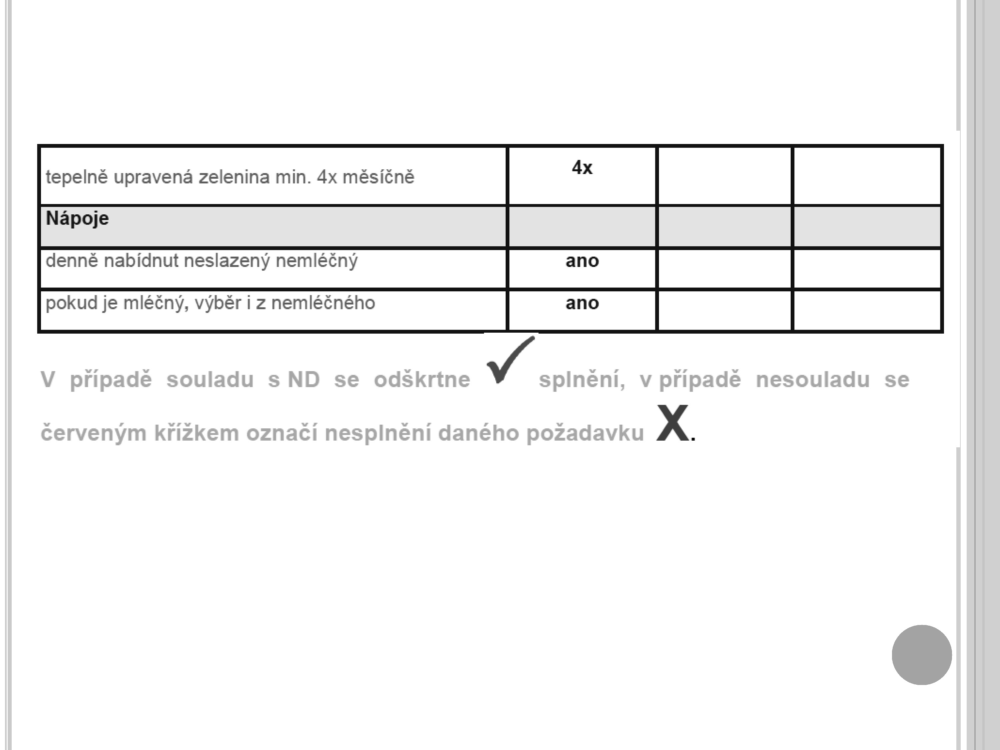 tepelně upravená zelenina min. 4x měsíčně 4x
Nápoje
denně nabídnut neslazený nemléčný ano
pokud je mléčný, výběr i z nemléčného ano
V případě souladu s ND se odškrtne ✓ splnění, v případě nesouladu se
červeným křížkem označí nesplnění daného požadavku X.